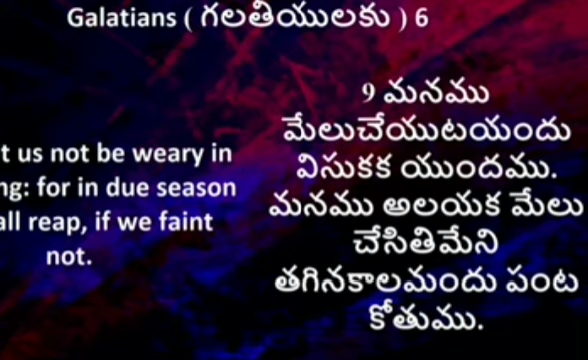 Galatians ( గలతీయులకు ) 6
t us not be weary in
ng: for in due season
all reap, if we faint
not.
9 మనము
మేలుచేయుటయందు
విసుకక యుందము.
మనము అలయక మేలు
చేసితిమేని
తగినకాలమందు పంట
కోతుము.